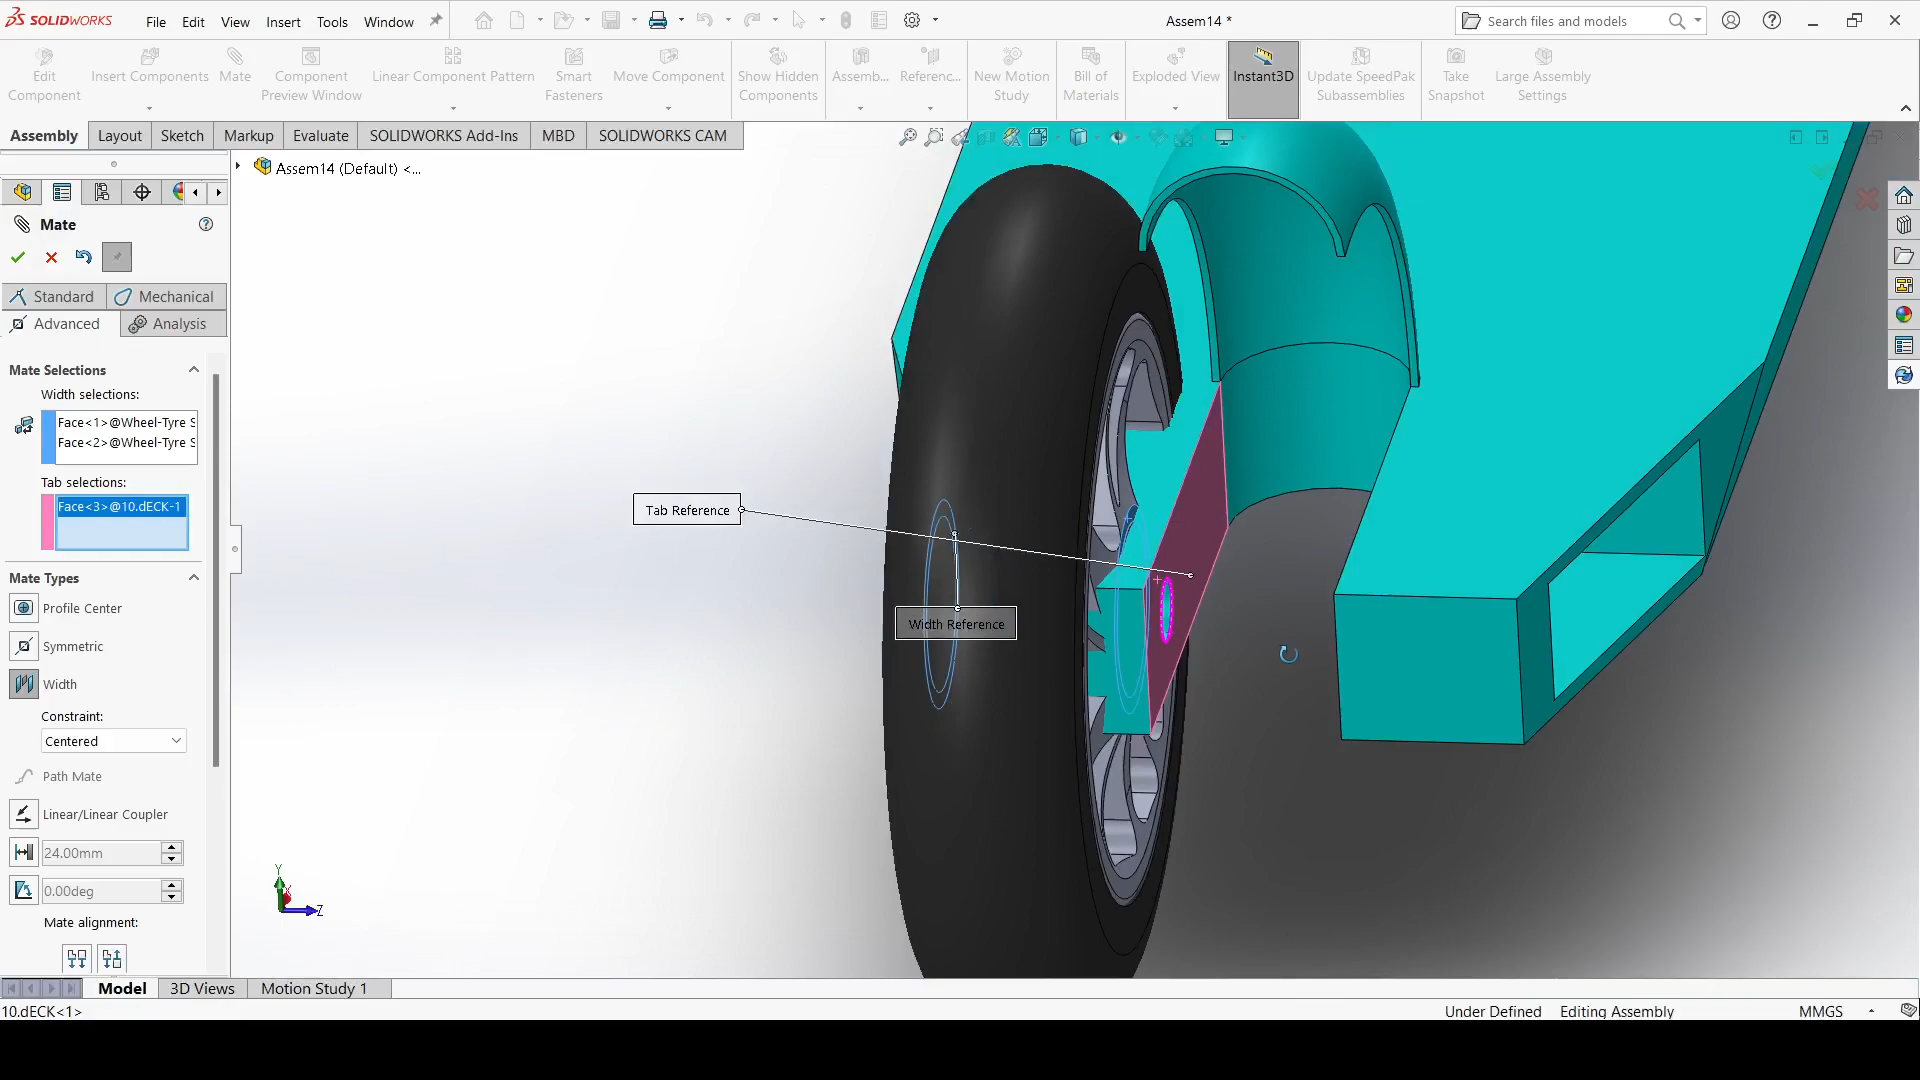 SOLIDWORKS
File
Edit
View
Insert
Tools
Window
Assem14 *
Search files and models
Edit
Component
Insert Components
Mate
Component
Preview Window
Linear Component Pattern
Smart
Fasteners
Move Component
Show Hidden
Components
Assemb...
Referenc...
New Motion
Study
Bill of
Materials
Exploded View
Instant3D
Update SpeedPak
Subassemblies
Take
Snapshot
Large Assembly
Settings
Assembly
Layout
Sketch
Markup
Evaluate
SOLIDWORKS Add-Ins
MBD
SOLIDWORKS CAM
Assem14 (Default) <...
Mate
Standard
Mechanical
Advanced
Analysis
Mate Selections
Width selections:
Face<1>@Wheel-Tyre S
Face<2>@Wheel-Tyre S
Tab selections:
Face<3>@10.dECK-1
Mate Types
Profile Center
Symmetric
Width
Constraint:
Centered
Path Mate
Linear/Linear Coupler
24.00mm
0.00deg
Mate alignment:
Tab Reference
Width Reference
Y
X
Z
Model
3D Views
Motion Study 1
10.dECK<1>
Under Defined
Editing Assembly
MMGS